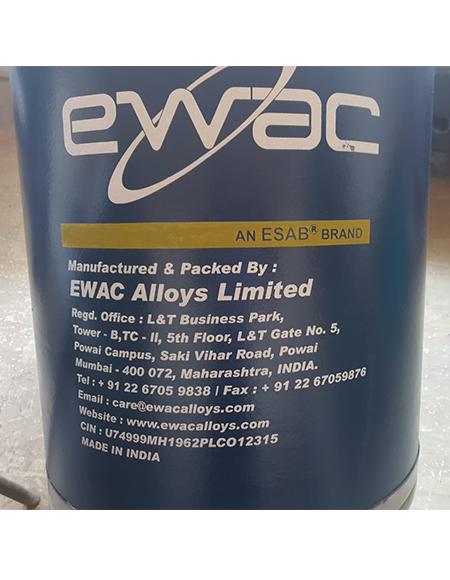 ewac
AN ESAB® BRAND
Manufactured & Packed By :
EWAC Alloys Limited
Regd. Office : L&T Business Park,
Tower - B,TC - II, 5th Floor, L&T Gate No. 5,
Powai Campus, Saki Vihar Road, Powai
Mumbai - 400 072, Maharashtra, INDIA.
Tel : + 91 22 6705 9838 / Fax : + 91 22 67059876
Email : care@ewacalloys.com
Website : www.ewacalloys.com
CIN : U74999MH1962PLCO12315
MADE IN INDIA